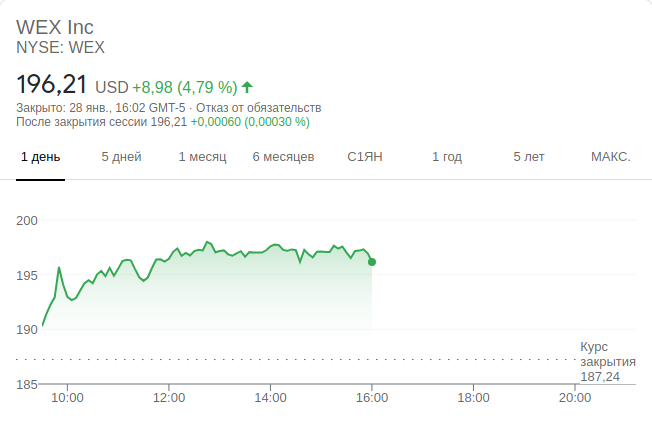 WEX Inc
NYSE: WEX
196,21 USD +8,98 (4,79 %)
Закрыто: 28 янв., 16:02 GMT-5 · Отказ от обязательств
После закрытия сессии 196,21 +0,00060 (0,00030 %)
1 день 5 дней 1 месяц 6 месяцев С1ЯН 1 год 5 лет МАКС.
200
195
190
Курс
закрытия
187,24
185
10:00 12:00 14:00 16:00 18:00 20:00